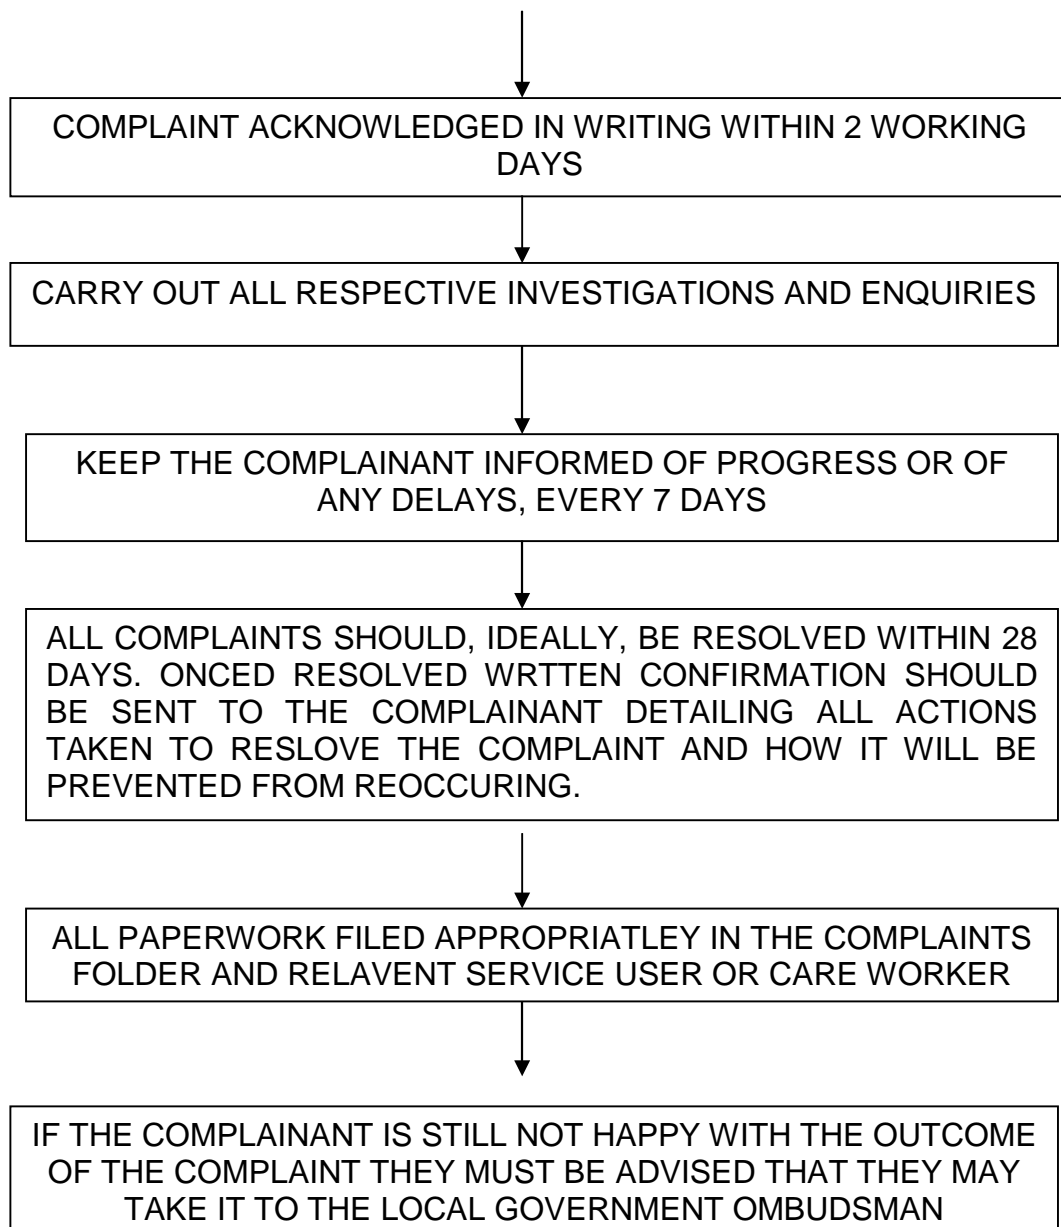 COMPLAINT ACKNOWLEDGED IN WRITING WITHIN 2 WORKING
DAYS
CARRY OUT ALL RESPECTIVE INVESTIGATIONS AND ENQUIRIES
KEEP THE COMPLAINANT INFORMED OF PROGRESS OR OF
ANY DELAYS, EVERY 7 DAYS
ALL COMPLAINTS SHOULD, IDEALLY, BE RESOLVED WITHIN 28
DAYS. ONCED RESOLVED WRTTEN CONFIRMATION SHOULD
BE SENT TO THE COMPLAINANT DETAILING ALL ACTIONS
TAKEN TO RESLOVE THE COMPLAINT AND HOW IT WILL BE
PREVENTED FROM REOCCURING.
ALL PAPERWORK FILED APPROPRIATLEY IN THE COMPLAINTS
FOLDER AND RELAVENT SERVICE USER OR CARE WORKER
IF THE COMPLAINANT IS STILL NOT HAPPY WITH THE OUTCOME
OF THE COMPLAINT THEY MUST BE ADVISED THAT THEY MAY
TAKE IT TO THE LOCAL GOVERNMENT OMBUDSMAN